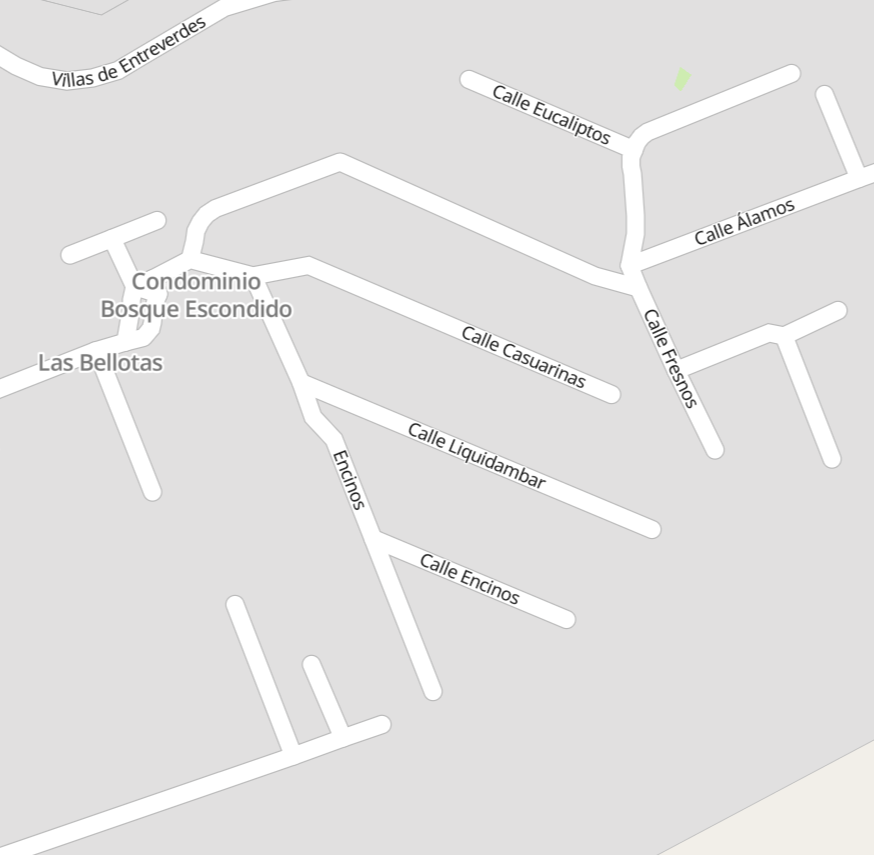 Villas de Entreverdes
Calle Eucaliptos
Calle Álamos
Condominio
Bosque Escondido
Calle Fresnos
Calle Casuarinas
Las Bellotas
Calle Liquidambar
Encinos
Calle Encinos